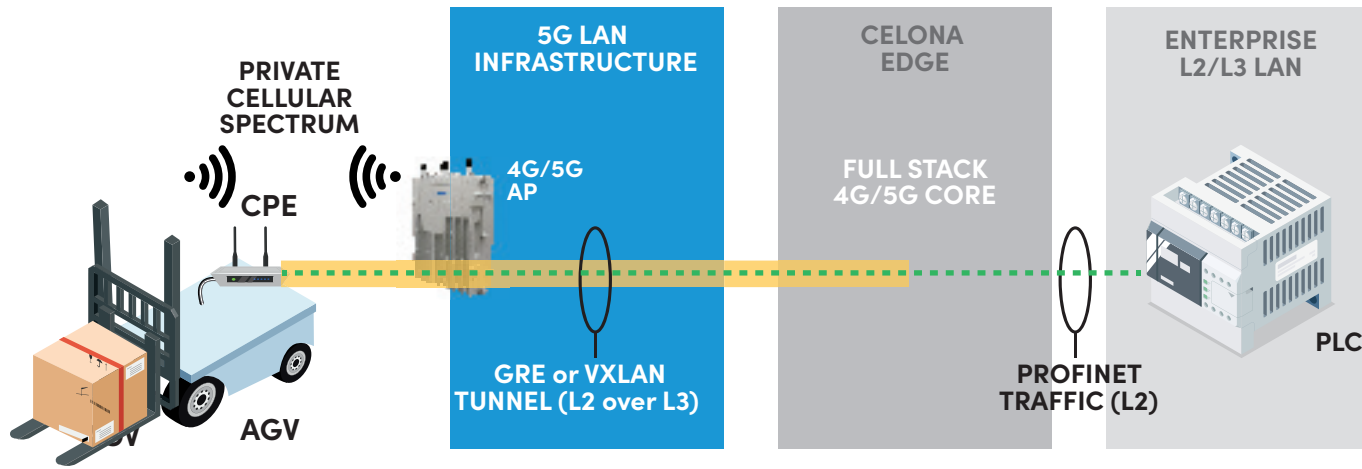 5G LAN
INFRASTRUCTURE
CELONA
EDGE
ENTERPRISE
L2/L3 LAN
PRIVATE
CELLULAR
SPECTRUM
4G/5G
AP
FULL STACK
4G/5G CORE
CPE
PLC
GRE or VXLAN
TUNNEL (L2 over L3)
PROFINET
TRAFFIC (L2)
AGV